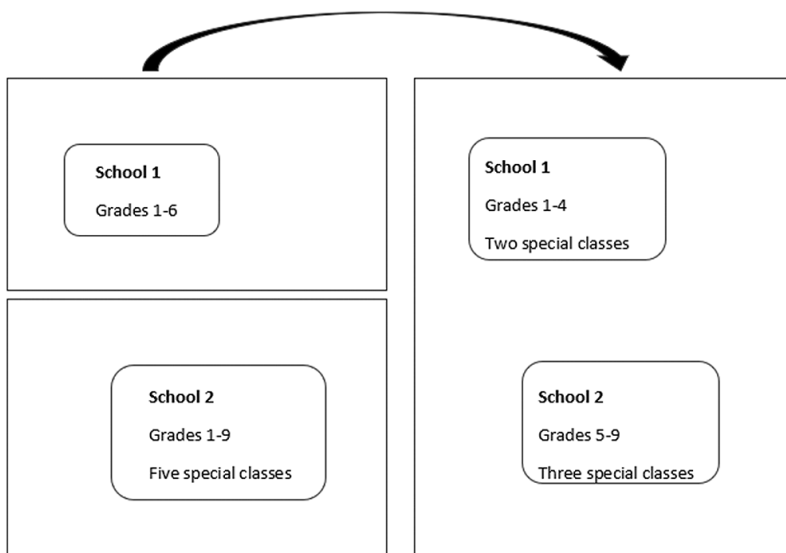 School 1
Grades 1-6
School 2
Grades 1-9
Five special classes
School 1
Grades 1-4
Two special classes
School 2
Grades 5-9
Three special classes